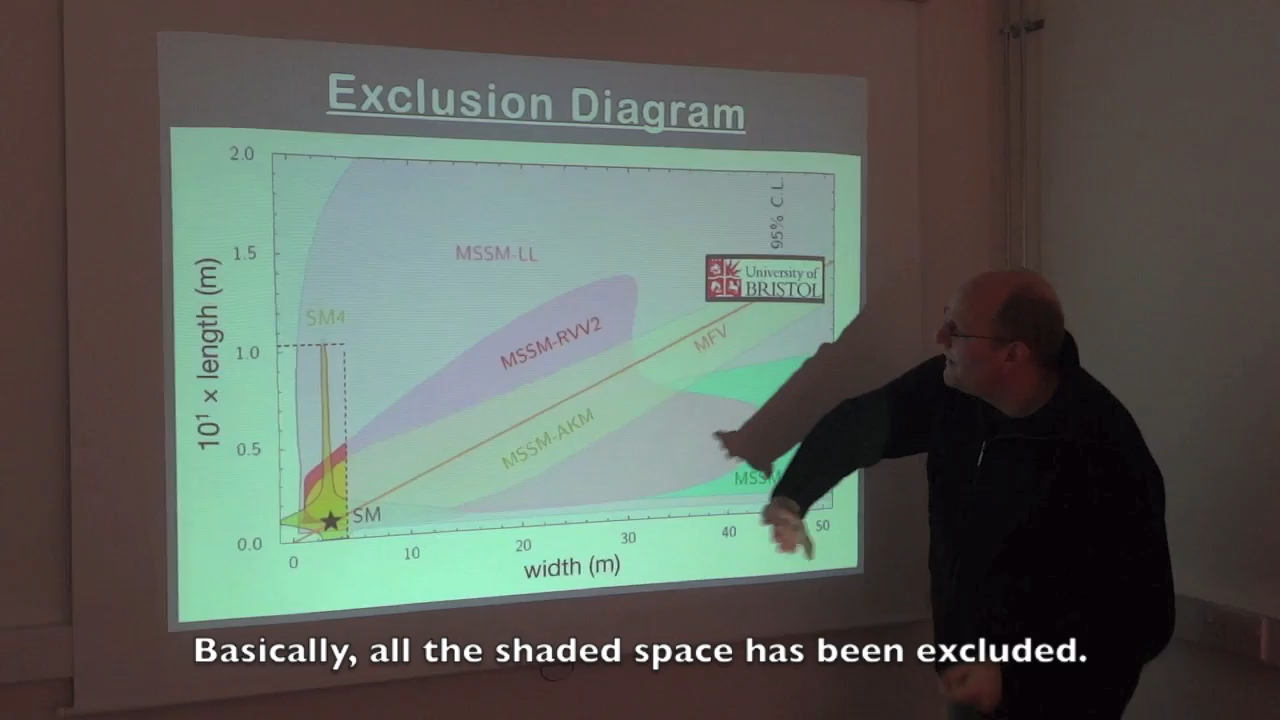 Exclusion Diagram
2.0
1.5
1.0
0.5
0.0
10¹ x length (m)
95% C.L.
MSSM-LL
University of
BRISTOL
SM4
MSSM-RVV2
MFV
MSSM-AKM
MSSM
SM
0
10
20
30
40
50
width (m)
Basically, all the shaded space has been excluded.